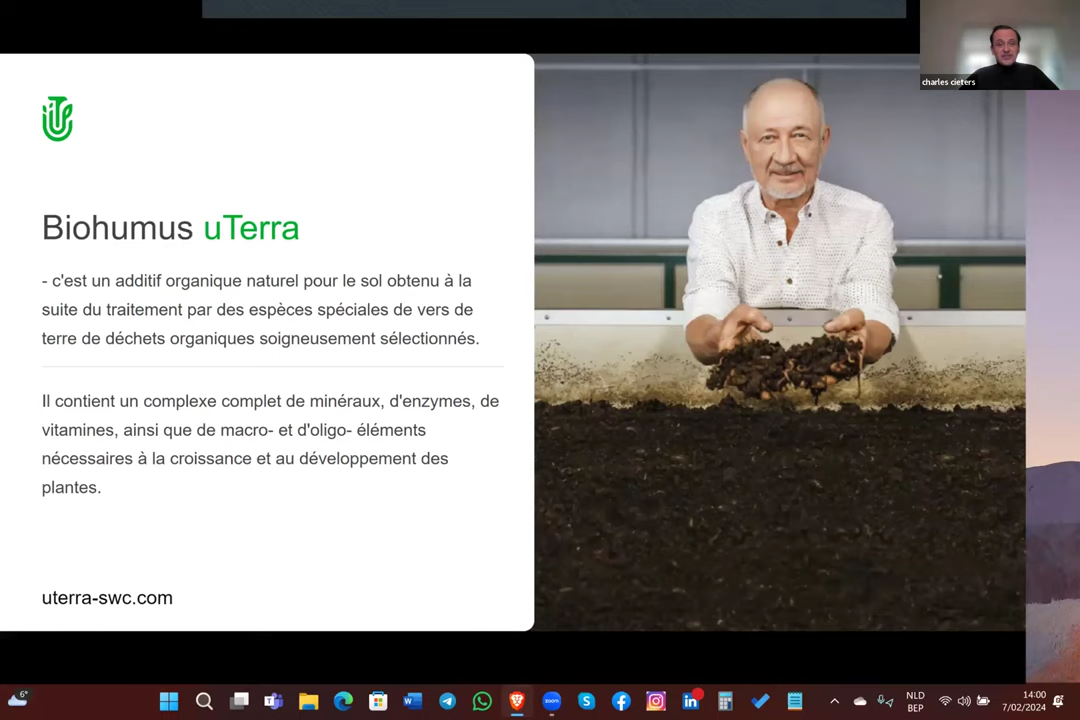 charles cieters
Biohumus uTerra
- c'est un additif organique naturel pour le sol obtenu à la
suite du traitement par des espèces spéciales de vers de
terre de déchets organiques soigneusement sélectionnés.
Il contient un complexe complet de minéraux, d'enzymes, de
vitamines, ainsi que de macro- et d'oligo- éléments
nécessaires à la croissance et au développement des
plantes.
uterra-swc.com
6°
NLD
BEP
14:00
7/02/2024